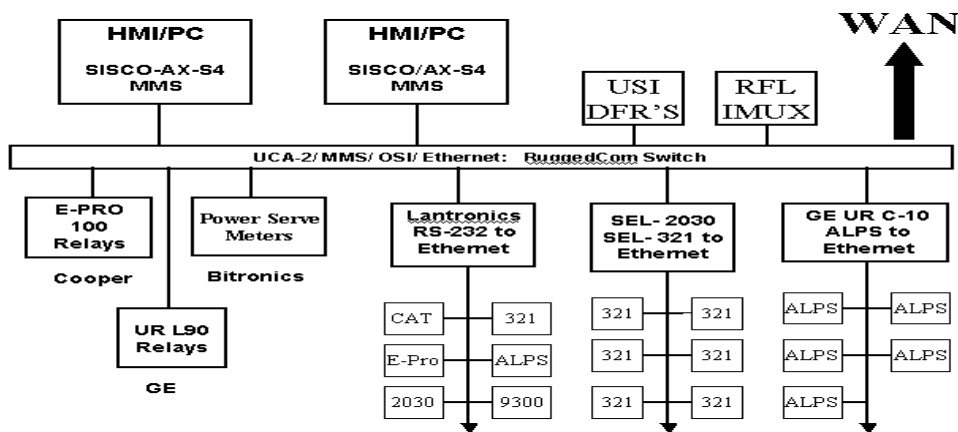 HMI/PC
SISCO-AX-S4
MMS
HMI/PC
SISCO/AX-S4
MMS
USI
DFR'S
RFL
IMUX
WAN
UCA-2/ MMS/ OSI/ Ethernet: RuggedCom Switch
E-PRO
100
Relays
Cooper
UR L90
Relays
GE
Power Serve
Meters
Bitronics
Lantronics
RS-232 to
Ethernet
CAT
321
E-Pro
ALPS
2030
9300
SEL- 2030
SEL- 321 to
Ethernet
321
321
321
321
321
321
GE UR C-10
ALPS to
Ethernet
ALPS
ALPS
ALPS
ALPS
ALPS